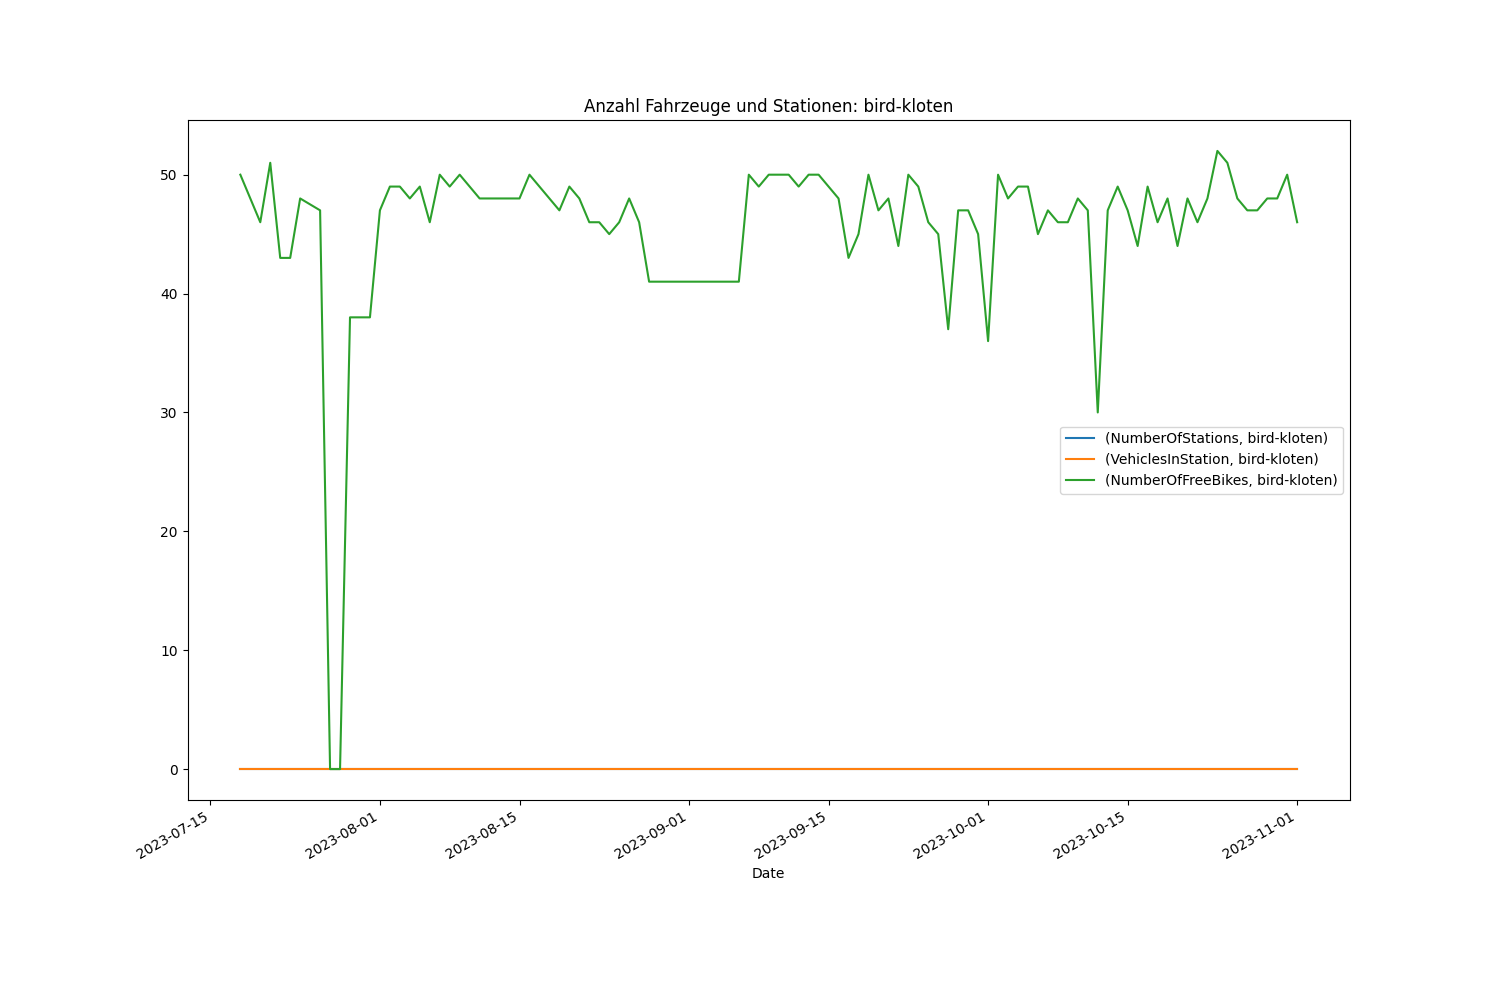 Anzahl Fahrzeuge und Stationen: bird-kloten
50
40
30
20
10
0
(NumberOfStations, bird-kloten)
(VehiclesInStation, bird-kloten)
(NumberOfFreeBikes, bird-kloten)
2023-07-15
2023-08-01
2023-08-15
2023-09-01
2023-09-15
2023-10-01
2023-10-15
2023-11-01
Date